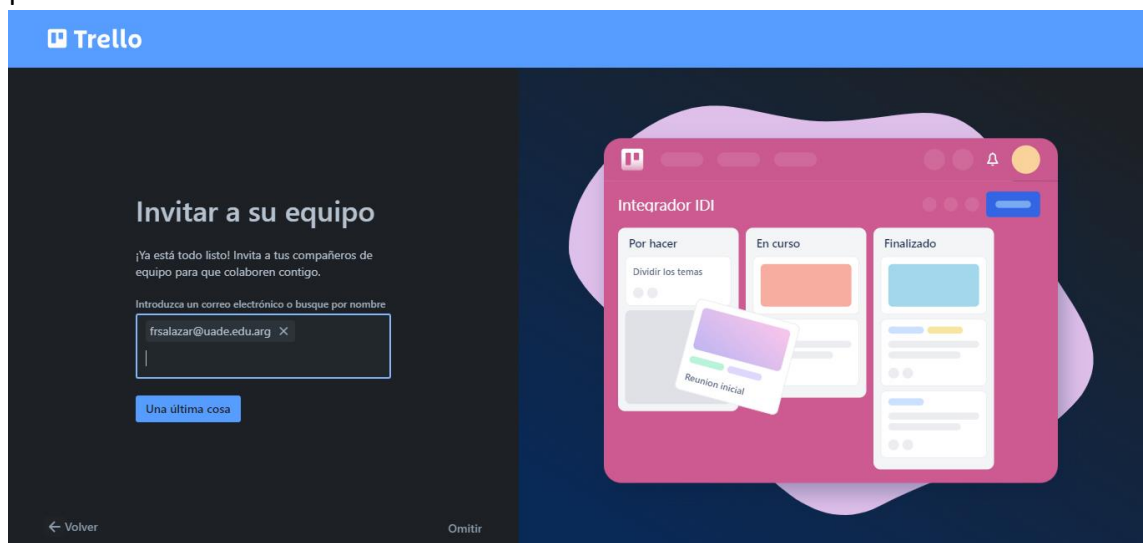 Trello
Invitar a su equipo
¡Ya está todo listo! Invita a tus compañeros de
equipo para que colaboren contigo.
Introduzca un correo electrónico o busque por nombre
frsalazar@uade.edu.arg ×
Una última cosa
← Volver
Omitir
Integrador IDI
Por hacer
En curso
Finalizado
Dividir los temas
Reunion inicial